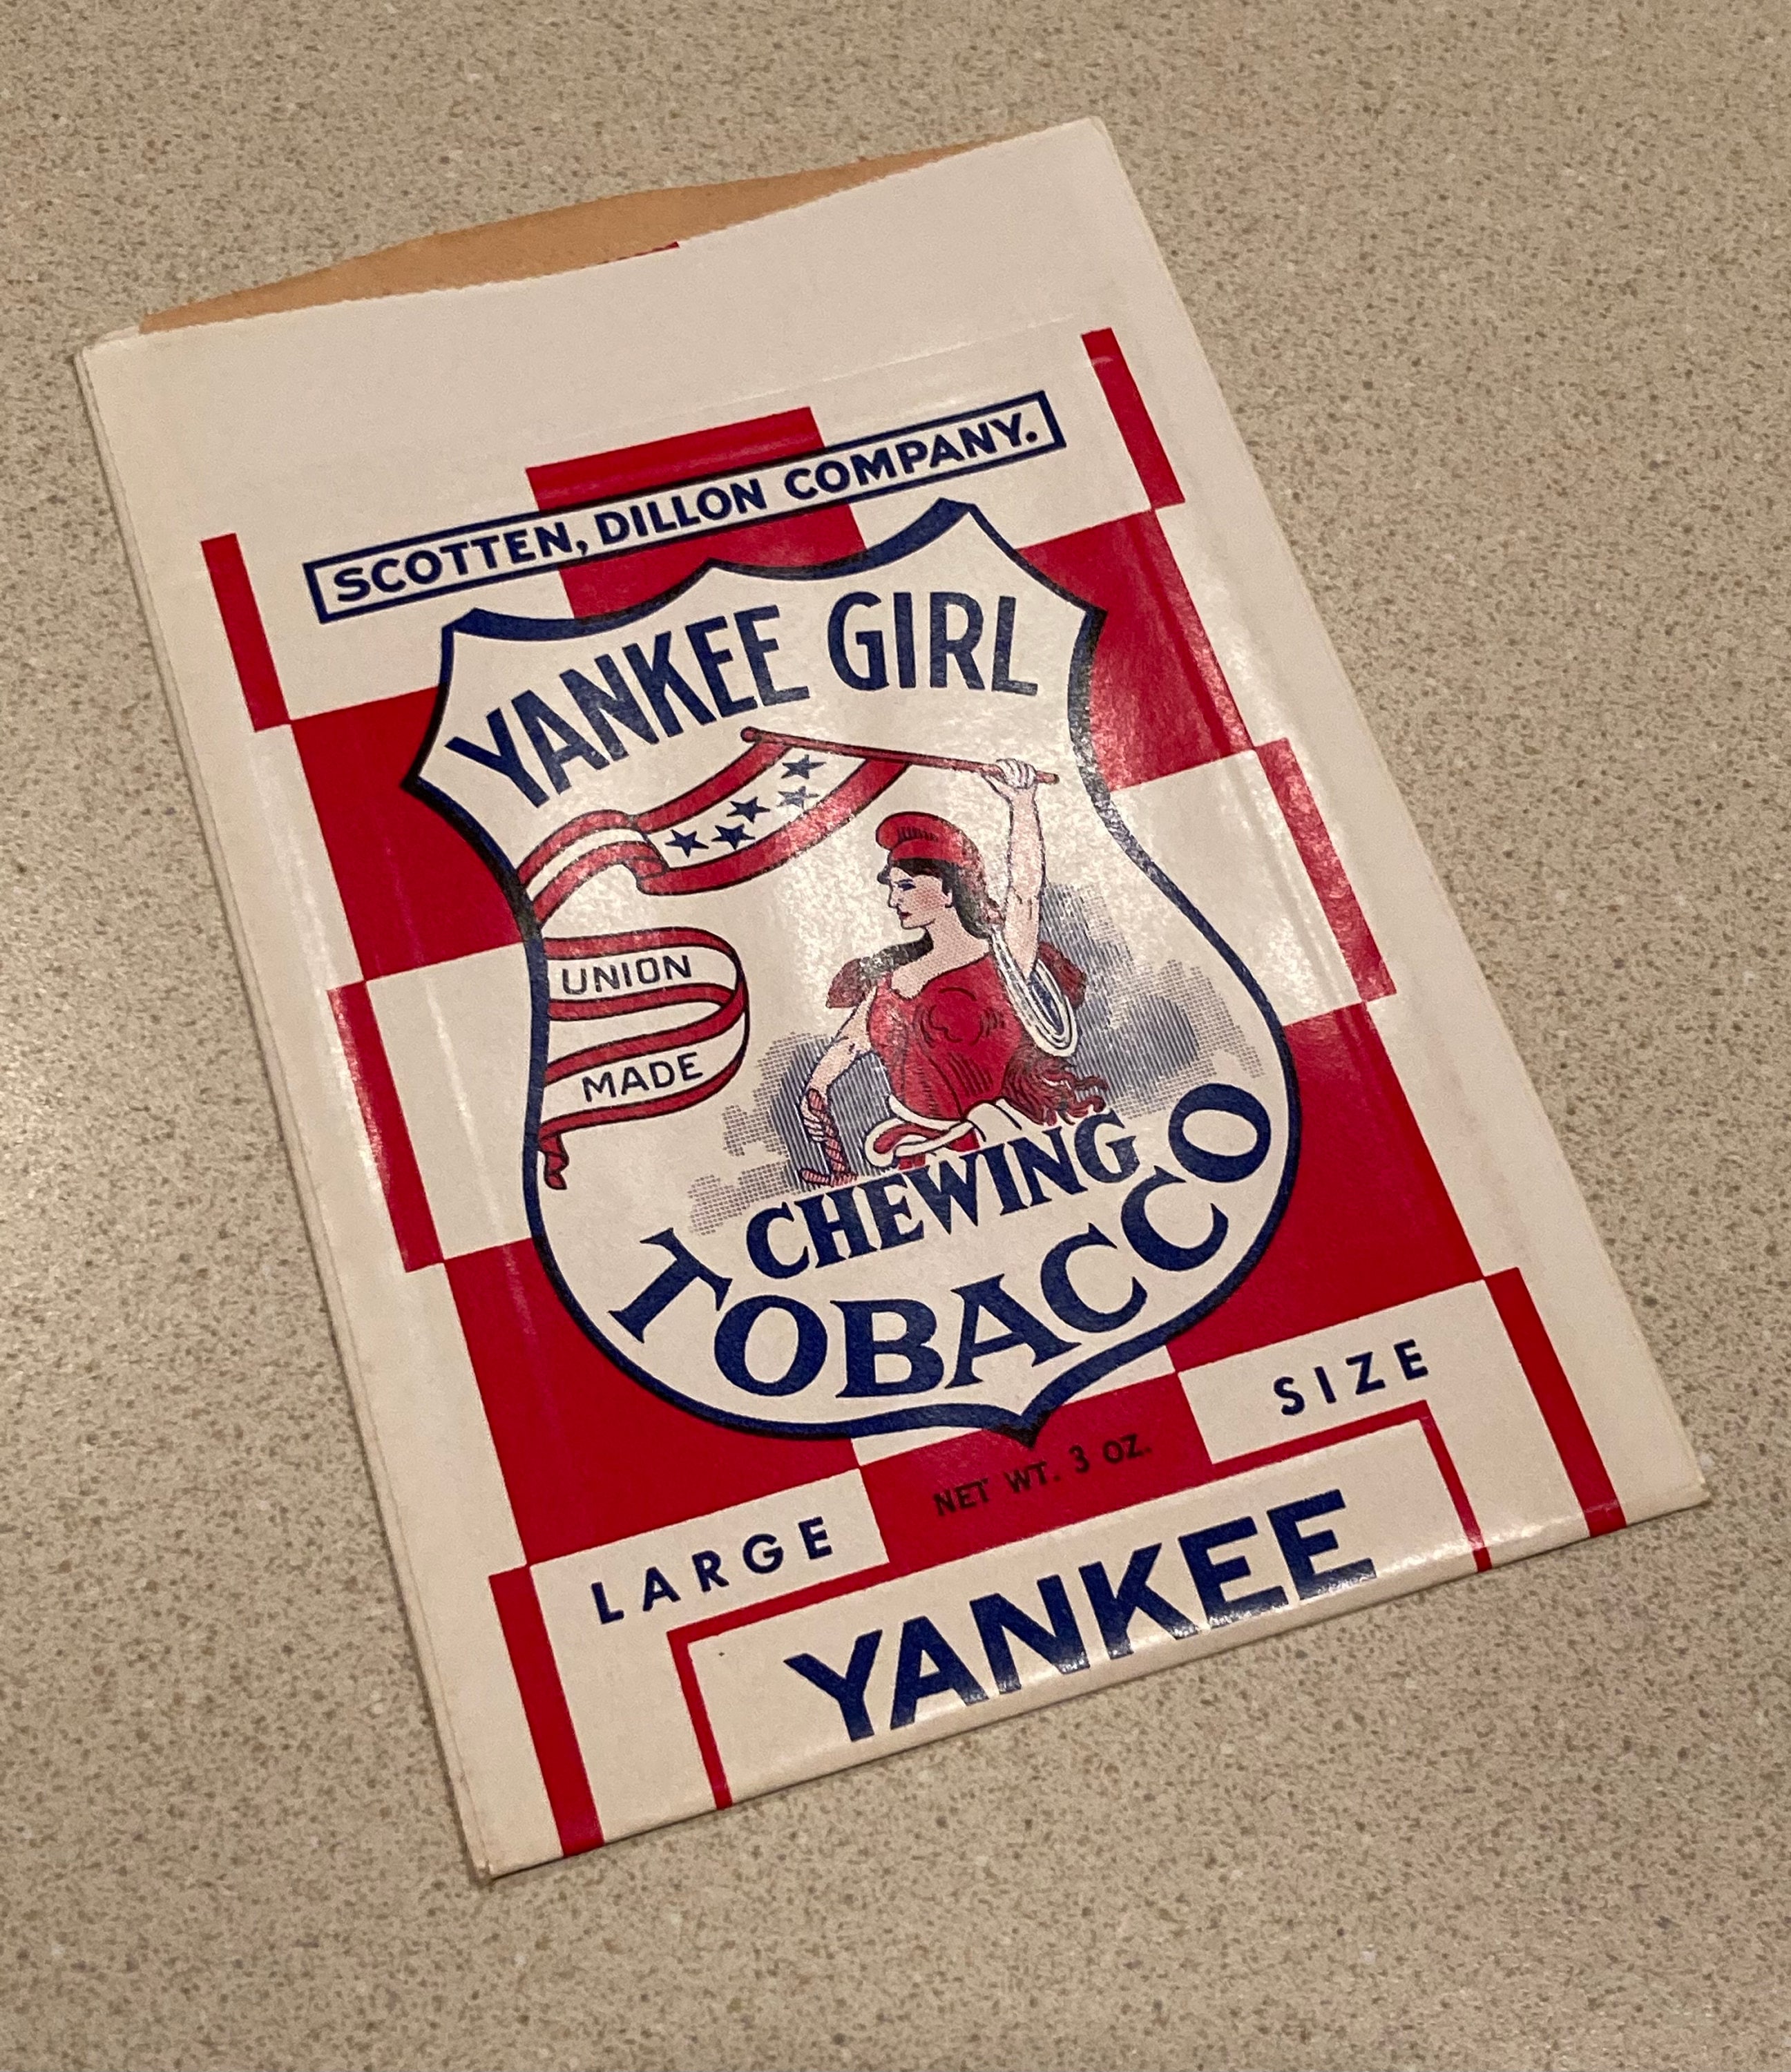 SCOTTEN, DILLON COMPANY.
YANKEE GIRL
UNION
MADE
CHEWING
TOBACCO
LARGE SIZE
NET WT. 3 OZ.
YANKEE